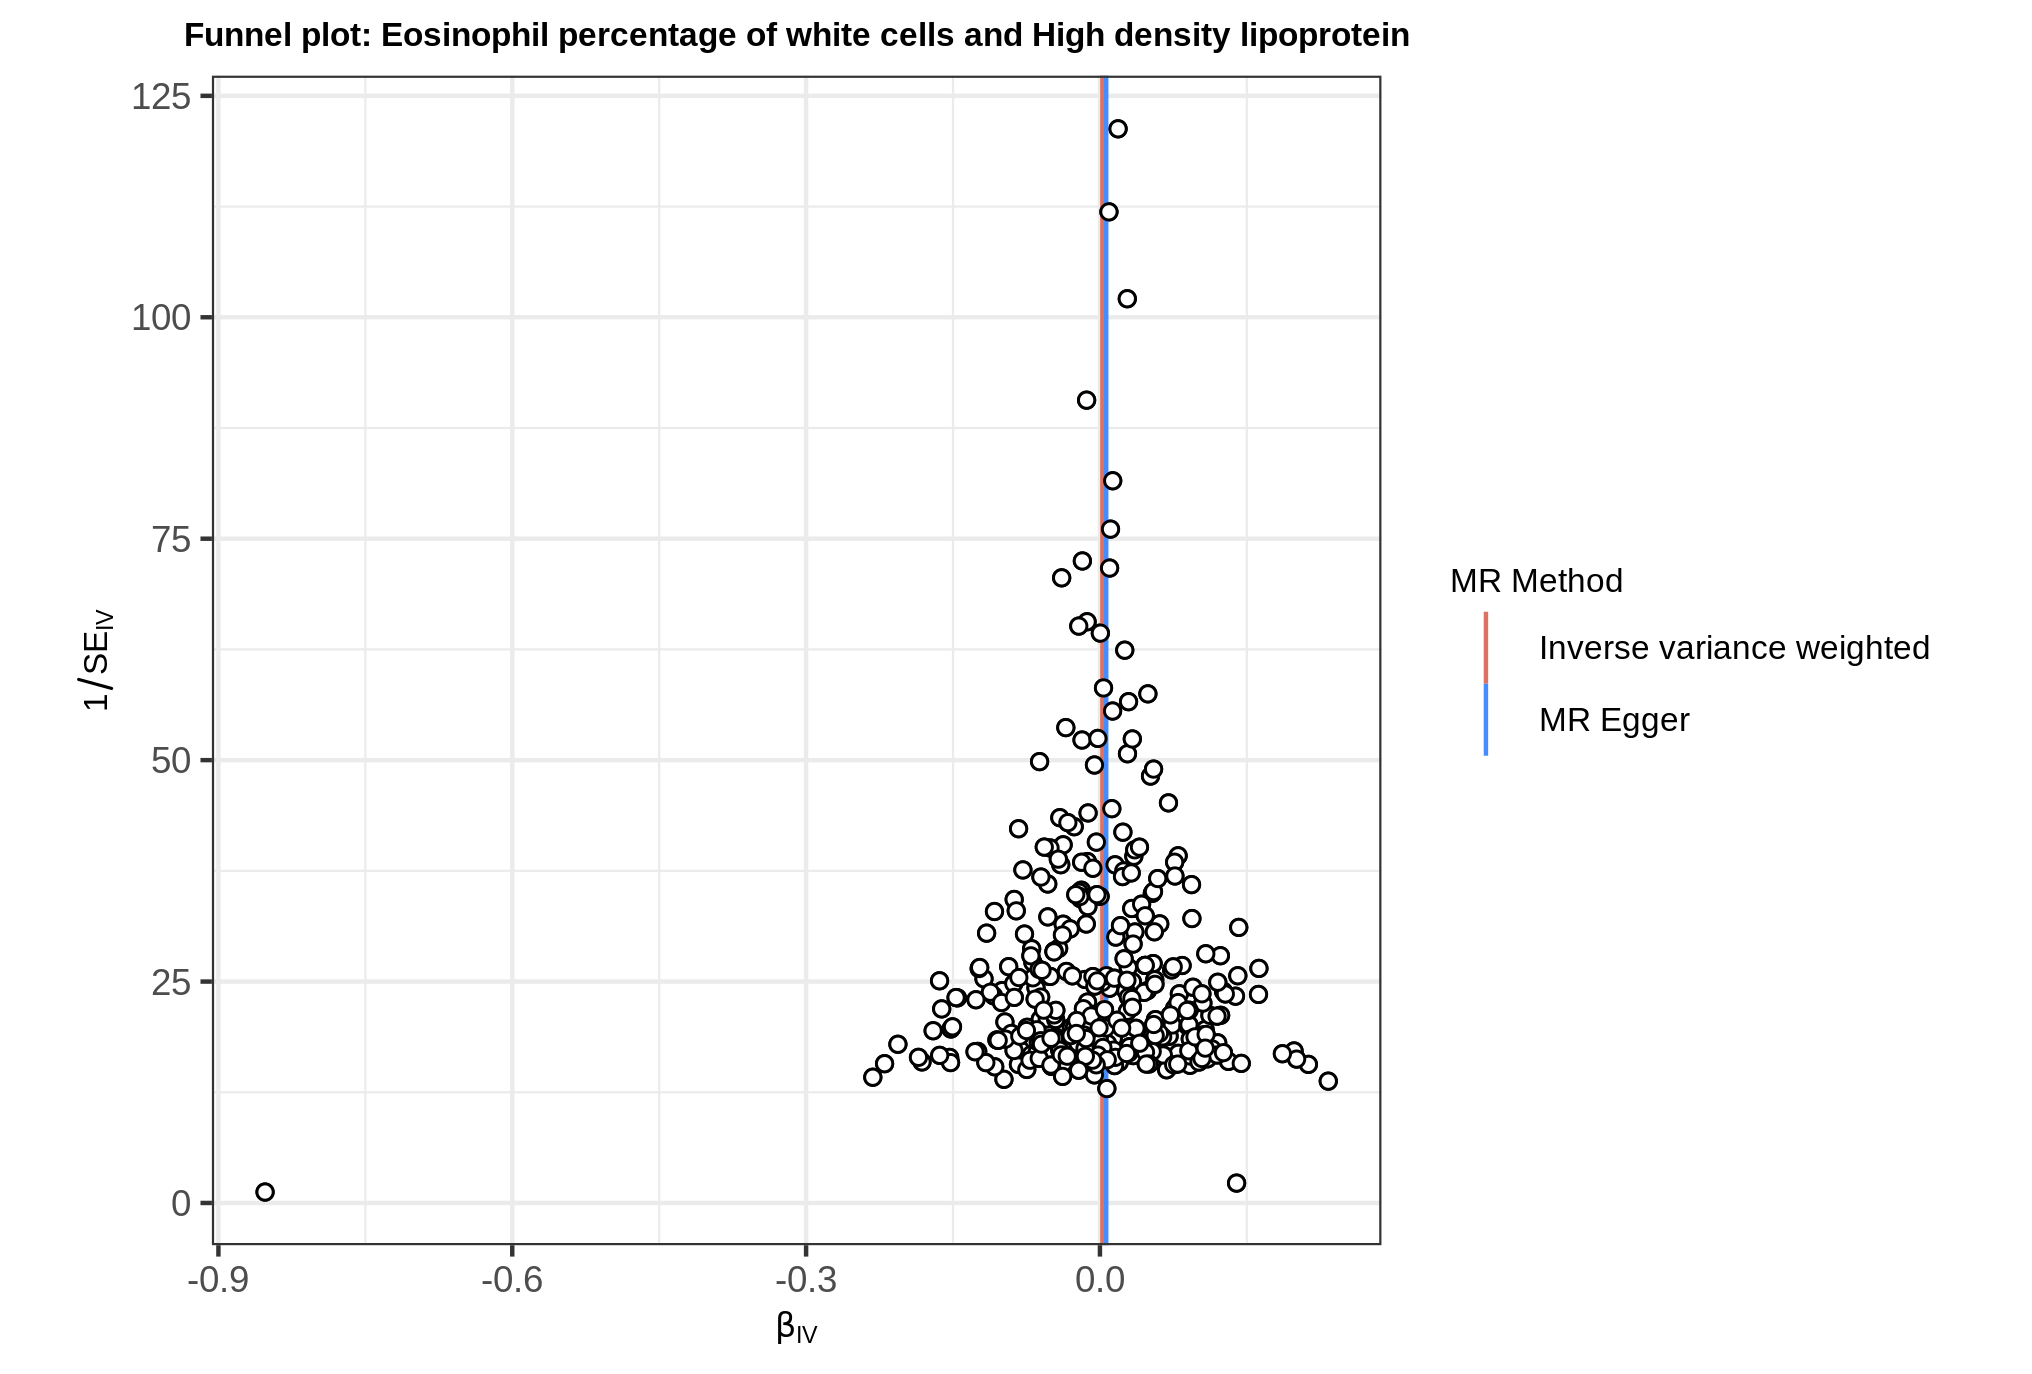 Funnel plot: Eosinophil percentage of white cells and High density lipoprotein
125
100
75
50
25
0
1/SE_IV
-0.9
-0.6
-0.3
0.0
β_IV
MR Method
Inverse variance weighted
MR Egger